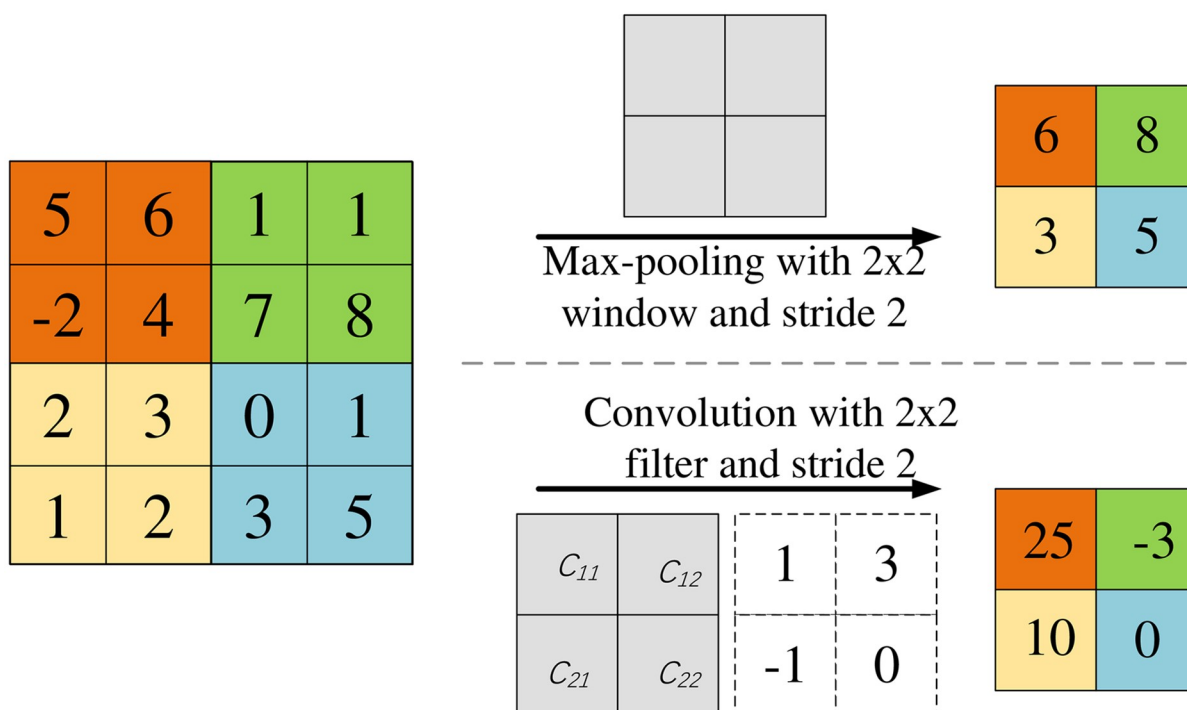 5 6 1 1
-2 4 7 8
2 3 0 1
1 2 3 5
Max-pooling with 2x2
window and stride 2
6 8
3 5
Convolution with 2x2
filter and stride 2
C11 C12
C21 C22
1 3
-1 0
25 -3
10 0